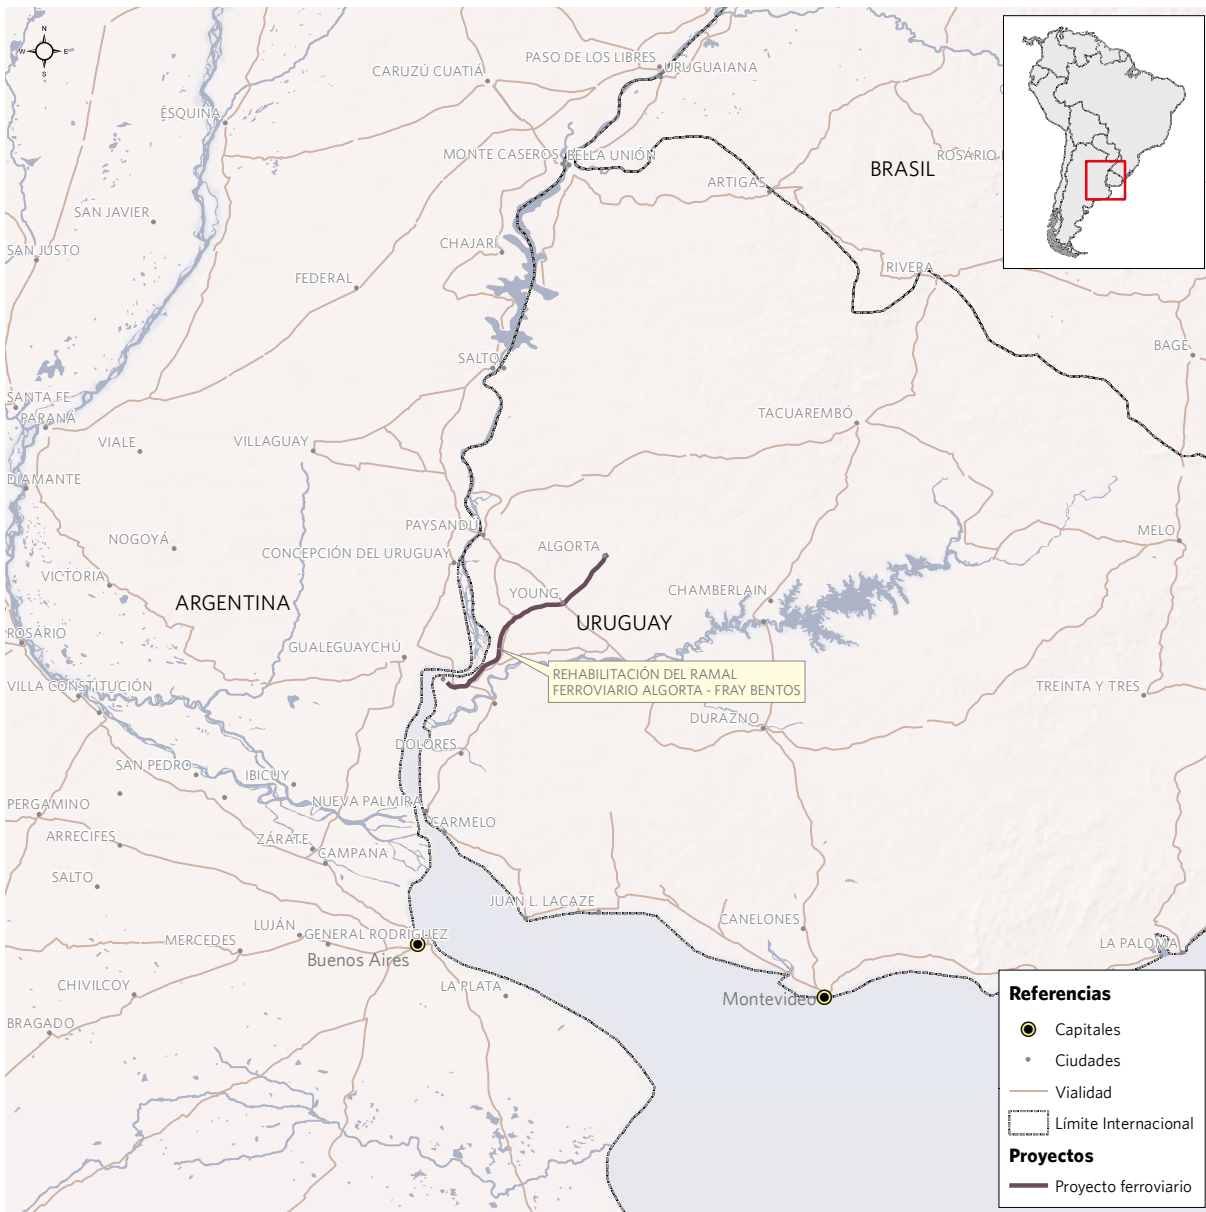 N
W
E
S
PASO DE LOS LIBRES
CARUZÚ CUATIÁ
URUGUAIANA
ESQUINA
MONTE CASEROS
BELLA UNIÓN
ROSÁRIO
BRASIL
ARTIGAS
SAN JAVIER
SAN JUSTO
CHAJARÍ
FEDERAL
RIVERA
BAGÉ
SALTO
SANTA FE
PARANÁ
TACUAREMBÓ
VIALE
VILLAGUAY
DIAMANTE
PAYSANDÚ
MELO
NOGOYÁ
CONCEPCIÓN DEL URUGUAY
ALGORTA
VICTORIA
YOUNG
CHAMBERLAIN
ARGENTINA
URUGUAY
ROSÁRIO
GUALEGUAYCHÚ
REHABILITACIÓN DEL RAMAL
FERROVIARIO ALGORTA - FRAY BENTOS
VILLA CONSTITUCIÓN
TREINTA Y TRES
DURAZNO
DOLORES
SAN PEDRO
IBICUY
PERGAMINO
NUEVA PALMIRA
CARMELO
ARRECIFES
ZÁRATE
CAMPANA
SALTO
JUAN L. LACAZE
CANELONES
LUJÁN
GENERAL RODRÍGUEZ
MERCEDES
LA PALOMA
Buenos Aires
CHIVILCOY
LA PLATA
Montevideo
BRAGADO
Referencias
Capitales
Ciudades
Vialidad
Límite Internacional
Proyectos
Proyecto ferroviario